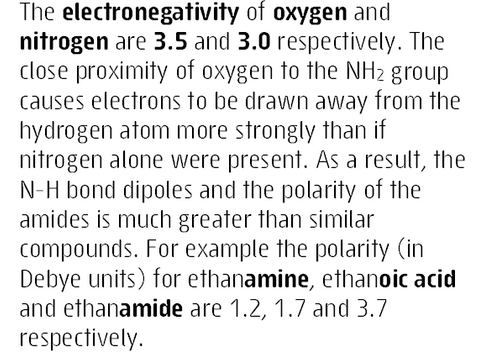 The electronegativity of oxygen and
nitrogen are 3.5 and 3.0 respectively. The
close proximity of oxygen to the NH₂ group
causes electrons to be drawn away from the
hydrogen atom more strongly than if
nitrogen alone were present. As a result, the
N-H bond dipoles and the polarity of the
amides is much greater than similar
compounds. For example the polarity (in
Debye units) for ethanamine, ethanoic acid
and ethanamide are 1.2, 1.7 and 3.7
respectively.